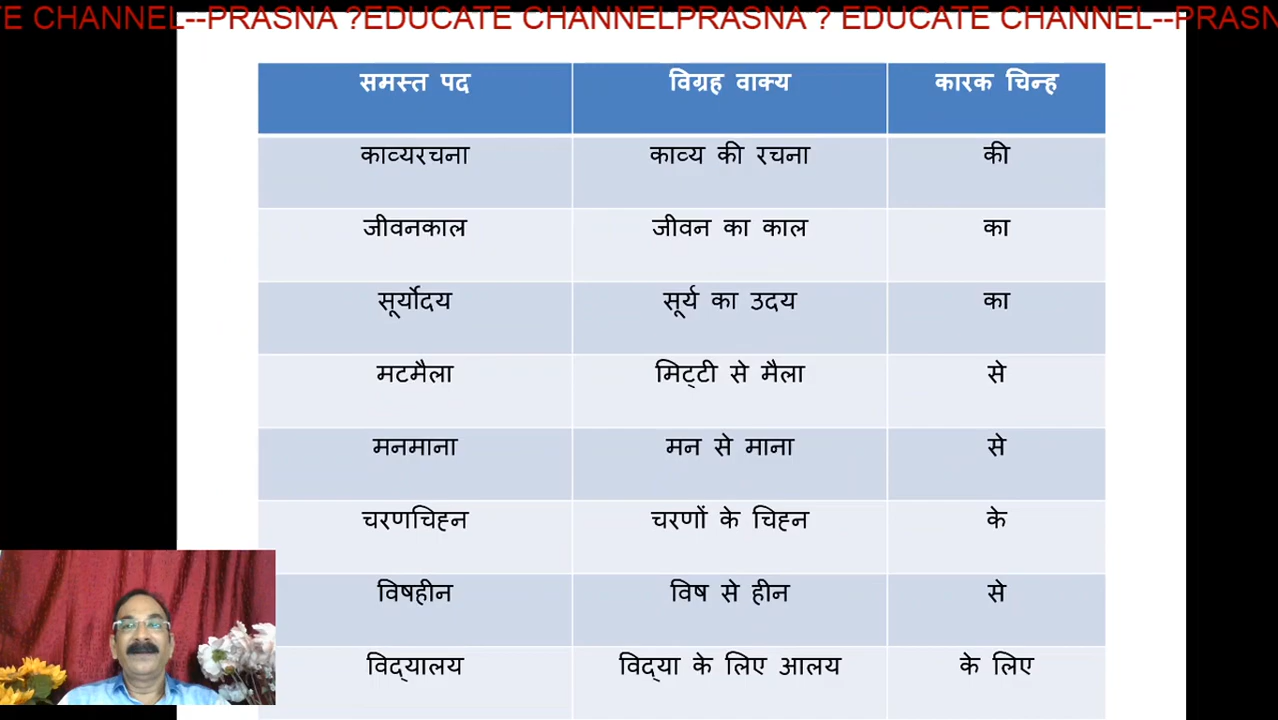 TE CHANNEL--PRASNA ?EDUCATE CHANNELPRASNA ? EDUCATE CHANNEL--PRASN
समस्त पद विग्रह वाक्य कारक चिन्ह
काव्यरचना काव्य की रचना की
जीवनकाल जीवन का काल का
सूर्योदय सूर्य का उदय का
मटमैला मिट्टी से मैला से
मनमाना मन से माना से
चरणचिह्न चरणों के चिह्न के
विषहीन विष से हीन से
विद्यालय विद्या के लिए आलय के लिए